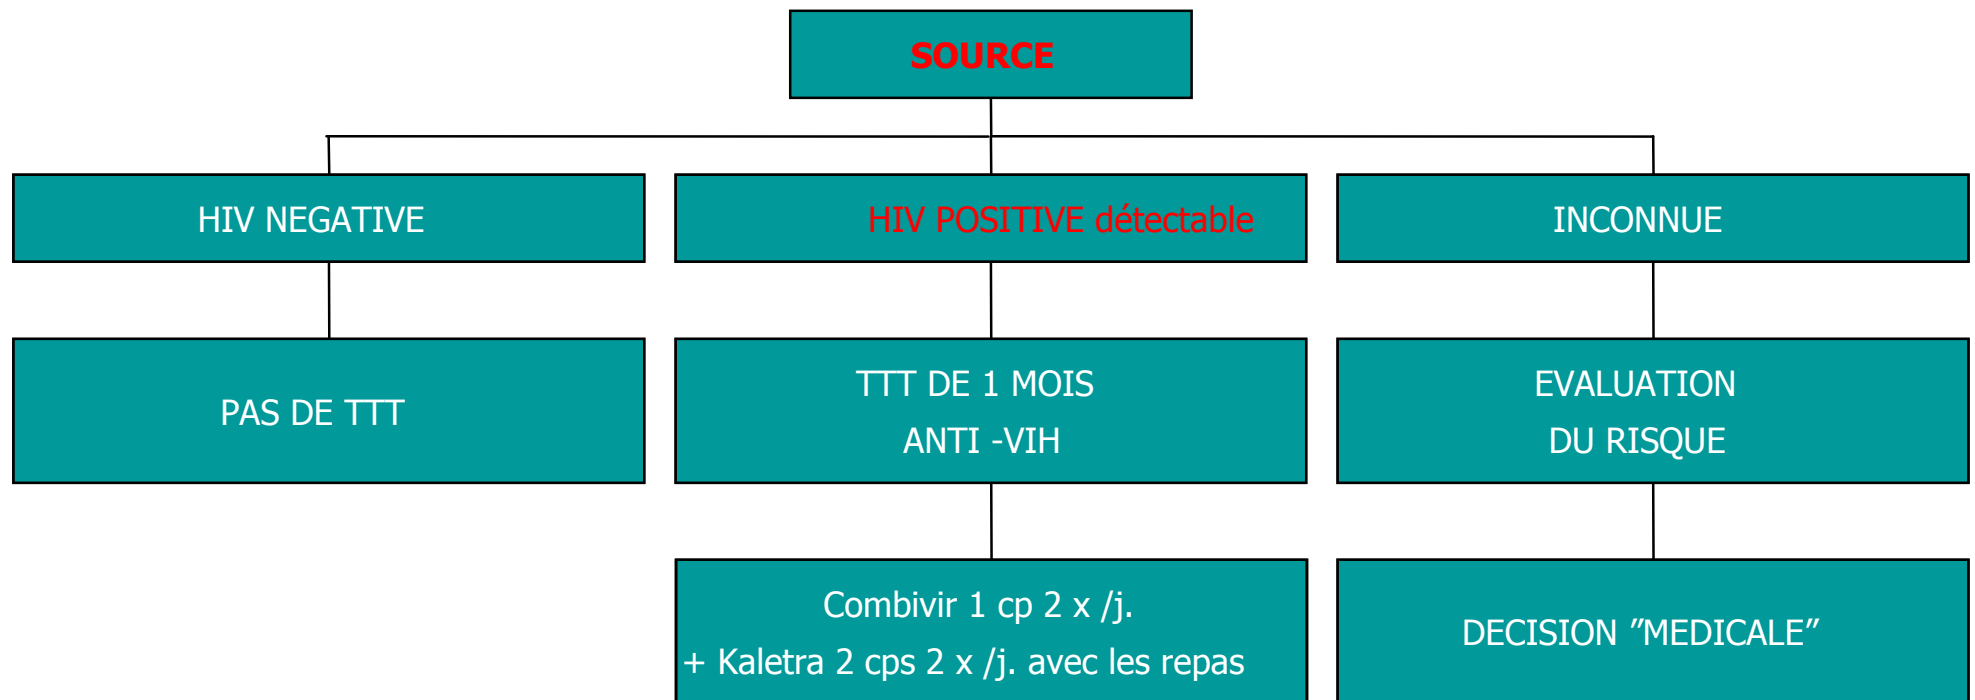 SOURCE
HIV NEGATIVE
HIV POSITIVE détectable
INCONNUE
PAS DE TTT
TTT DE 1 MOIS
ANTI -VIH
EVALUATION
DU RISQUE
Combivir 1 cp 2 x /j.
+ Kaletra 2 cps 2 x /j. avec les repas
DECISION ”MEDICALE”